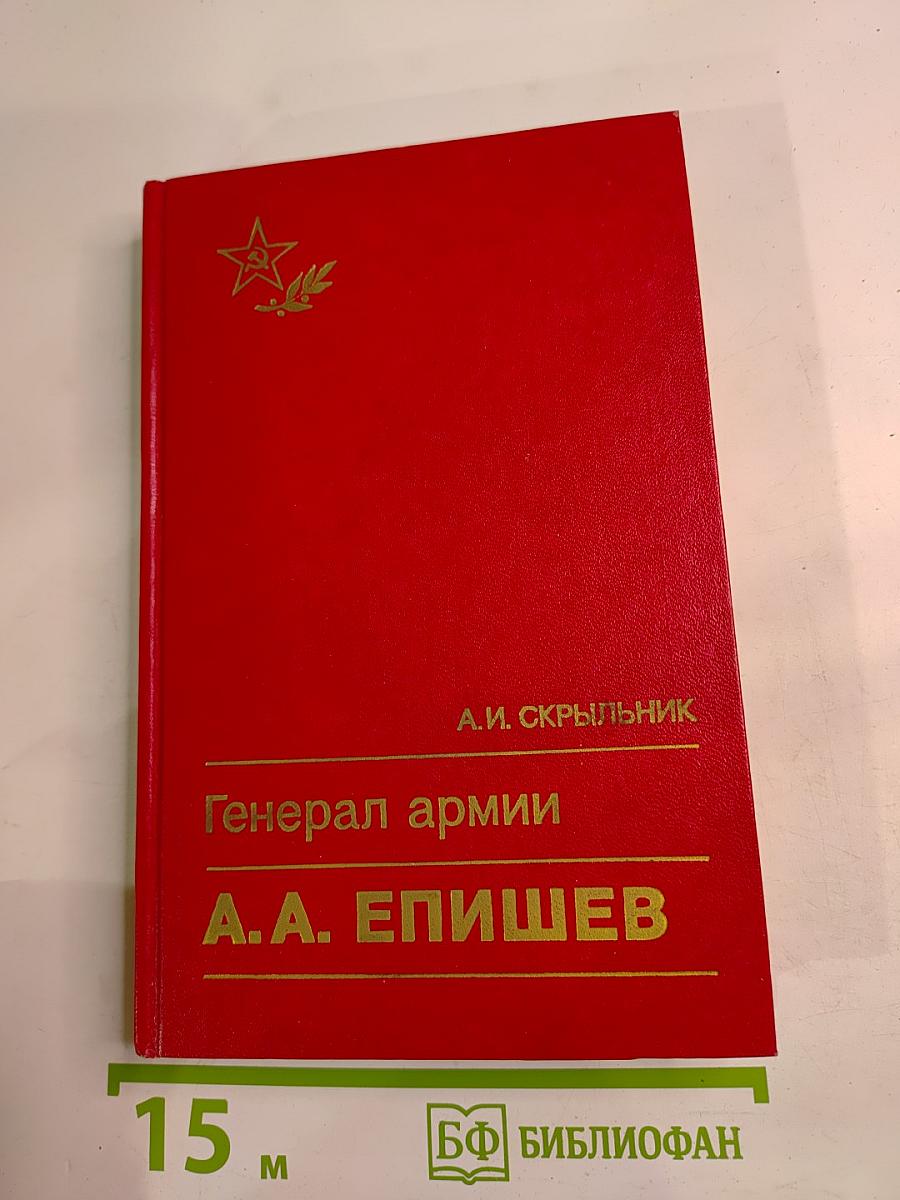 А.И. СКРЫЛЬНИК
Генерал армии
А.А. ЕПИШЕВ
15 м
БФ БИБЛИОФАН